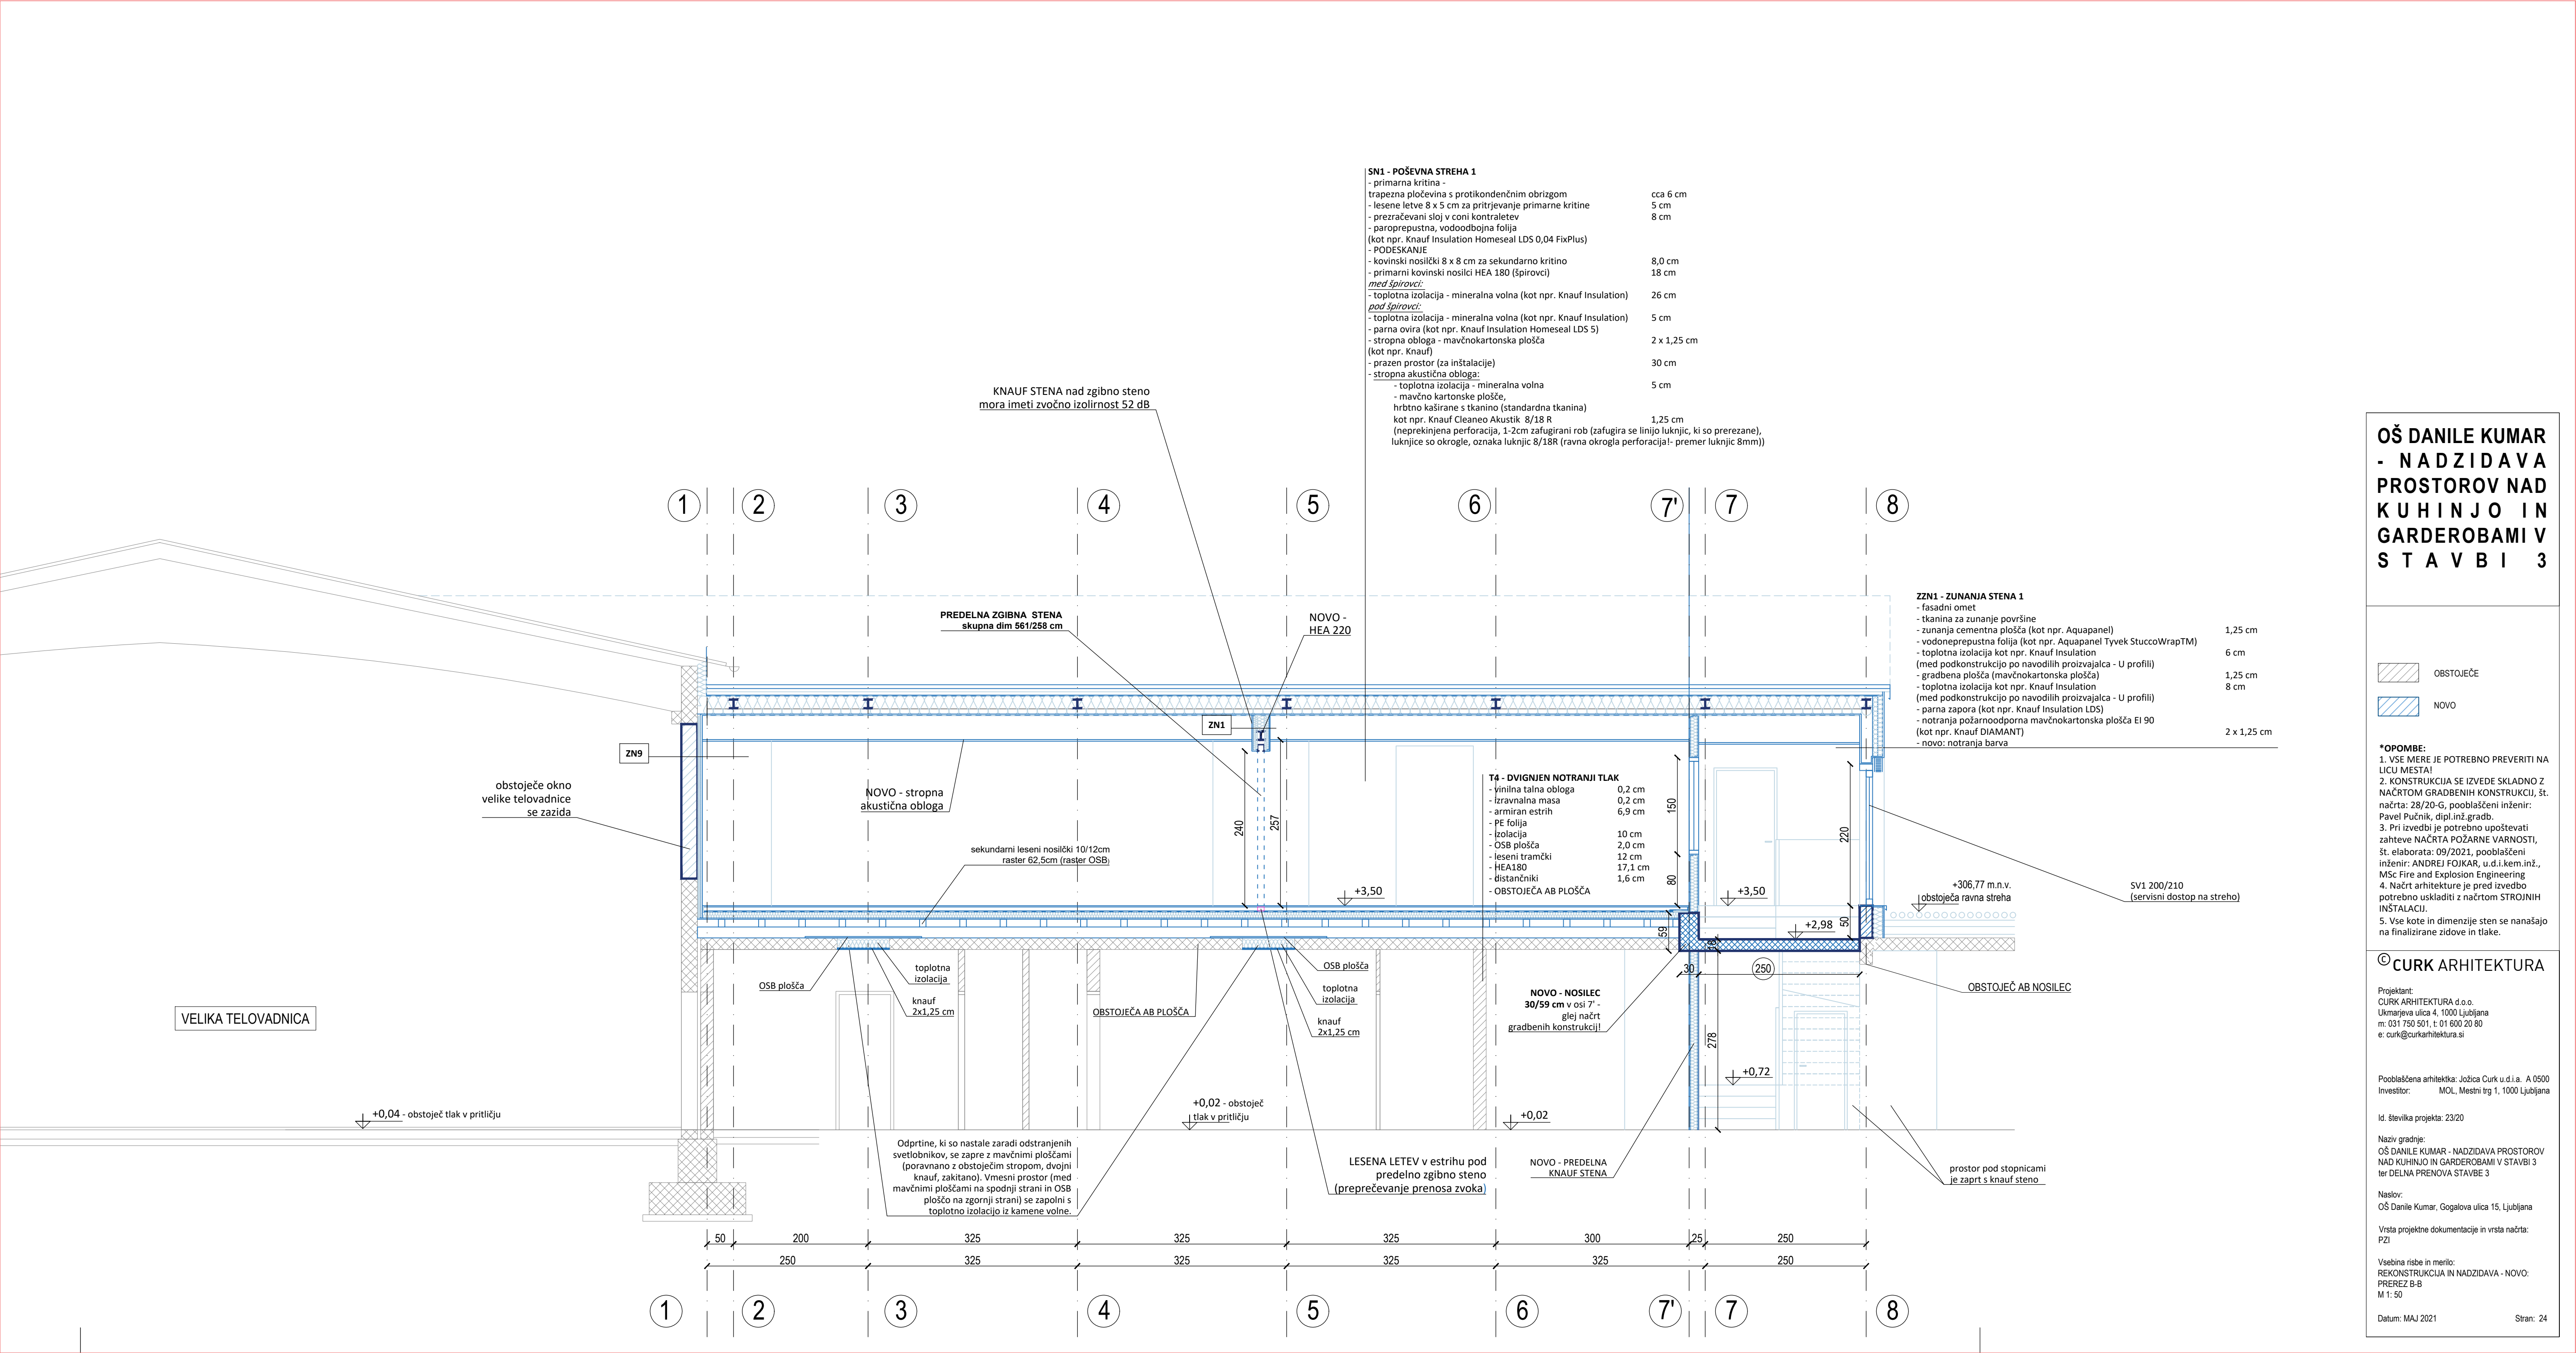 SN1 - POŠEVNA STREHA 1
- primarna kritina -
trapezna pločevina s protikondenčnim obrizgom cca 6 cm
- lesene letve 8 x 5 cm za pritrjevanje primarne kritine 5 cm
- prezračevani sloj v coni kontraletev 8 cm
- paroprepustna, vodoodbojna folija
(kot npr. Knauf Insulation Homeseal LDS 0,04 FixPlus)
- PODESKANJE
- kovinski nosilčki 8 x 8 cm za sekundarno kritino 8,0 cm
- primarni kovinski nosilci HEA 180 (špirovci) 18 cm
med špirovci:
- toplotna izolacija - mineralna volna (kot npr. Knauf Insulation) 26 cm
pod špirovci:
- toplotna izolacija - mineralna volna (kot npr. Knauf Insulation) 5 cm
- parna ovira (kot npr. Knauf Insulation Homeseal LDS 5)
- stropna obloga - mavčnokartonska plošča 2 x 1,25 cm
(kot npr. Knauf)
- prazen prostor (za inštalacije) 30 cm
- stropna akustična obloga:
- toplotna izolacija - mineralna volna 5 cm
- mavčno kartonske plošče,
hrbtno kaširane s tkanino (standardna tkanina)
kot npr. Knauf Cleaneo Akustik 8/18 R 1,25 cm
(neprekinjena perforacija, 1-2cm zafugirani rob (zafugira se linijo luknjic, ki so prerezane),
luknjice so okrogle, oznaka luknjic 8/18R (ravna okrogla perforacija!- premer luknjic 8mm))
KNAUF STENA nad zgibno steno
mora imeti zvočno izolirnost 52 dB
1 2 3 4 5 6 7' 7 8
PREDELNA ZGIBNA STENA
skupna dim 561/258 cm
NOVO -
HEA 220
ZZN1 - ZUNANJA STENA 1
- fasadni omet
- tkanina za zunanje površine
- zunanja cementna plošča (kot npr. Aquapanel) 1,25 cm
- vodoneprepustna folija (kot npr. Aquapanel Tyvek StuccoWrapTM)
- toplotna izolacija kot npr. Knauf Insulation 6 cm
(med podkonstrukcijo po navodilih proizvajalca - U profili)
- gradbena plošča (mavčnokartonska plošča) 1,25 cm
- toplotna izolacija kot npr. Knauf Insulation 8 cm
(med podkonstrukcijo po navodilih proizvajalca - U profili)
- parna zapora (kot npr. Knauf Insulation LDS)
- notranja požarnoodporna mavčnokartonska plošča EI 90
(kot npr. Knauf DIAMANT) 2 x 1,25 cm
- novo: notranja barva
ZN1
ZN9
obstoječe okno
velike telovadnice
se zazida
NOVO - stropna
akustična obloga
sekundarni leseni nosilčki 10/12cm
raster 62,5cm (raster OSB)
240
257
T4 - DVIGNJEN NOTRANJI TLAK
- vinilna talna obloga 0,2 cm
- izravnalna masa 0,2 cm
- armiran estrih 6,9 cm
- PE folija
- izolacija 10 cm
- OSB plošča 2,0 cm
- leseni tramčki 12 cm
- HEA180 17,1 cm
- distančniki 1,6 cm
- OBSTOJEČA AB PLOŠČA
150
80
59
220
50
16
+3,50
+3,50
+2,98
+306,77 m.n.v.
obstoječa ravna streha
SV1 200/210
(servisni dostop na streho)
30
250
278
OBSTOJEČ AB NOSILEC
OSB plošča
toplotna
izolacija
knauf
2x1,25 cm
OBSTOJEČA AB PLOŠČA
OSB plošča
toplotna
izolacija
knauf
2x1,25 cm
NOVO - NOSILEC
30/59 cm v osi 7' -
glej načrt
gradbenih konstrukcij!
VELIKA TELOVADNICA
+0,72
+0,04 - obstoječ tlak v pritličju
+0,02 - obstoječ
tlak v pritličju
+0,02
Odprtine, ki so nastale zaradi odstranjenih
svetlobnikov, se zapre z mavčnimi ploščami
(poravnano z obstoječim stropom, dvojni
knauf, zakitano). Vmesni prostor (med
mavčnimi ploščami na spodnji strani in OSB
ploščo na zgornji strani) se zapolni s
toplotno izolacijo iz kamene volne.
LESENA LETEV v estrihu pod
predelno zgibno steno
(preprečevanje prenosa zvoka)
NOVO - PREDELNA
KNAUF STENA
prostor pod stopnicami
je zaprt s knauf steno
50 200 325 325 325 300 25 250
250 325 325 325 325 250
1 2 3 4 5 6 7' 7 8
OŠ DANILE KUMAR
- NADZIDAVA
PROSTOROV NAD
KUHINJO IN
GARDEROBAMI V
STAVBI 3
OBSTOJEČE
NOVO
*OPOMBE:
1. VSE MERE JE POTREBNO PREVERITI NA
LICU MESTA!
2. KONSTRUKCIJA SE IZVEDE SKLADNO Z
NAČRTOM GRADBENIH KONSTRUKCIJ, št.
načrta: 28/20-G, pooblaščeni inženir:
Pavel Pučnik, dipl.inž.gradb.
3. Pri izvedbi je potrebno upoštevati
zahteve NAČRTA POŽARNE VARNOSTI,
št. elaborata: 09/2021, pooblaščeni
inženir: ANDREJ FOJKAR, u.d.i.kem.inž.,
MSc Fire and Explosion Engineering
4. Načrt arhitekture je pred izvedbo
potrebno uskladiti z načrtom STROJNIH
INŠTALACIJ.
5. Vse kote in dimenzije sten se nanašajo
na finalizirane zidove in tlake.
© CURK ARHITEKTURA
Projektant:
CURK ARHITEKTURA d.o.o.
Ukmarjeva ulica 4, 1000 Ljubljana
m: 031 750 501, t: 01 600 20 80
e: curk@curkarhitektura.si
Pooblaščena arhitektka: Jožica Curk u.d.i.a. A 0500
Investitor: MOL, Mestni trg 1, 1000 Ljubljana
Id. številka projekta: 23/20
Naziv gradnje:
OŠ DANILE KUMAR - NADZIDAVA PROSTOROV
NAD KUHINJO IN GARDEROBAMI V STAVBI 3
ter DELNA PRENOVA STAVBE 3
Naslov:
OŠ Danile Kumar, Gogalova ulica 15, Ljubljana
Vrsta projektne dokumentacije in vrsta načrta:
PZI
Vsebina risbe in merilo:
REKONSTRUKCIJA IN NADZIDAVA - NOVO:
PREREZ B-B
M 1: 50
Datum: MAJ 2021 Stran: 24